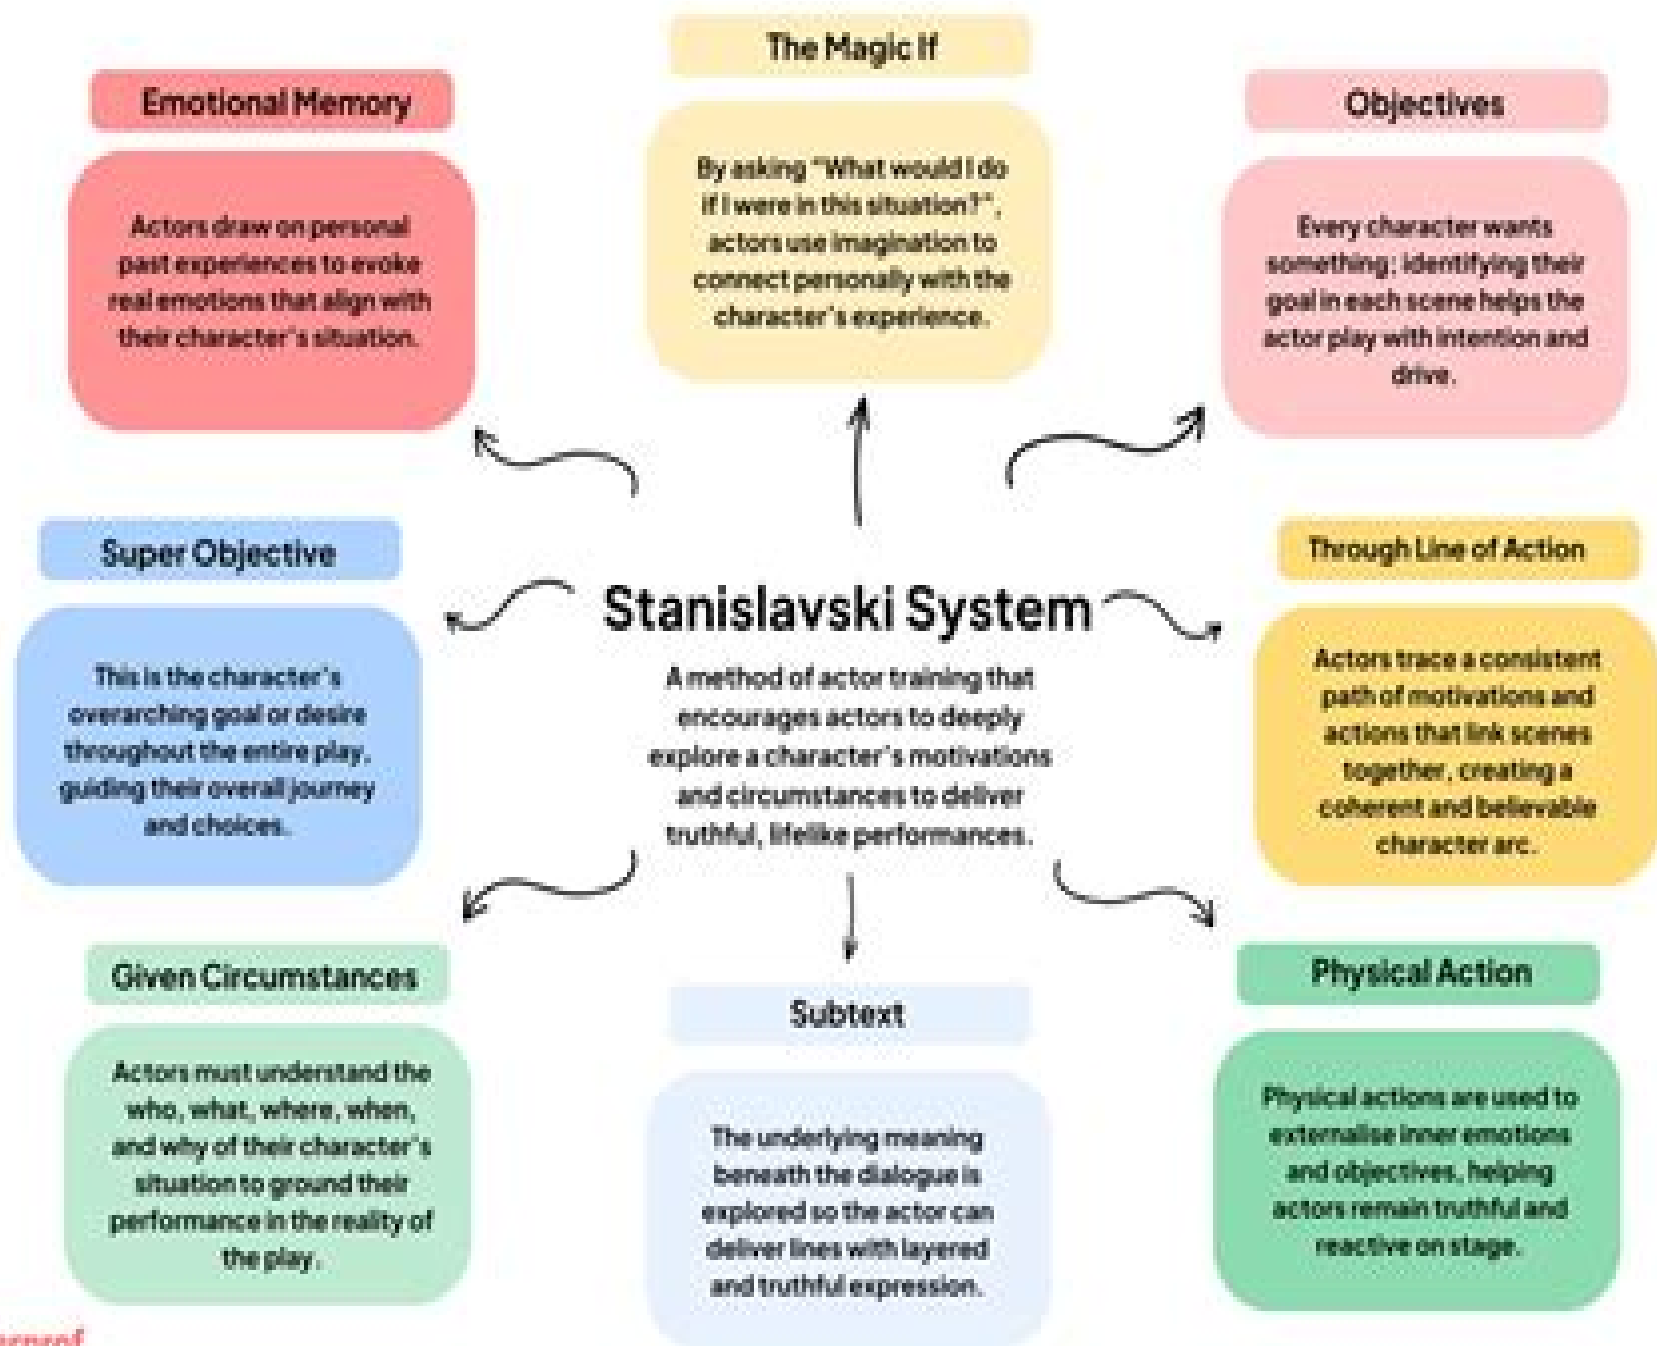 The Magic If
By asking "What would I do
if I were in this situation?",
actors use imagination to
connect personally with the
character's experience.
Emotional Memory
Actors draw on personal
past experiences to evoke
real emotions that align with
their character's situation.
Objectives
Every character wants
something; identifying their
goal in each scene helps the
actor play with intention and
drive.
Super Objective
This is the character's
overarching goal or desire
throughout the entire play,
guiding their overall journey
and choices.
Stanislavski System
A method of actor training that
encourages actors to deeply
explore a character's motivations
and circumstances to deliver
truthful, lifelike performances.
Through Line of Action
Actors trace a consistent
path of motivations and
actions that link scenes
together, creating a
coherent and believable
character arc.
Given Circumstances
Actors must understand the
who, what, where, when,
and why of their character's
situation to ground their
performance in the reality of
the play.
Subtext
The underlying meaning
beneath the dialogue is
explored so the actor can
deliver lines with layered
and truthful expression.
Physical Action
Physical actions are used to
externalise inner emotions
and objectives, helping
actors remain truthful and
reactive on stage.